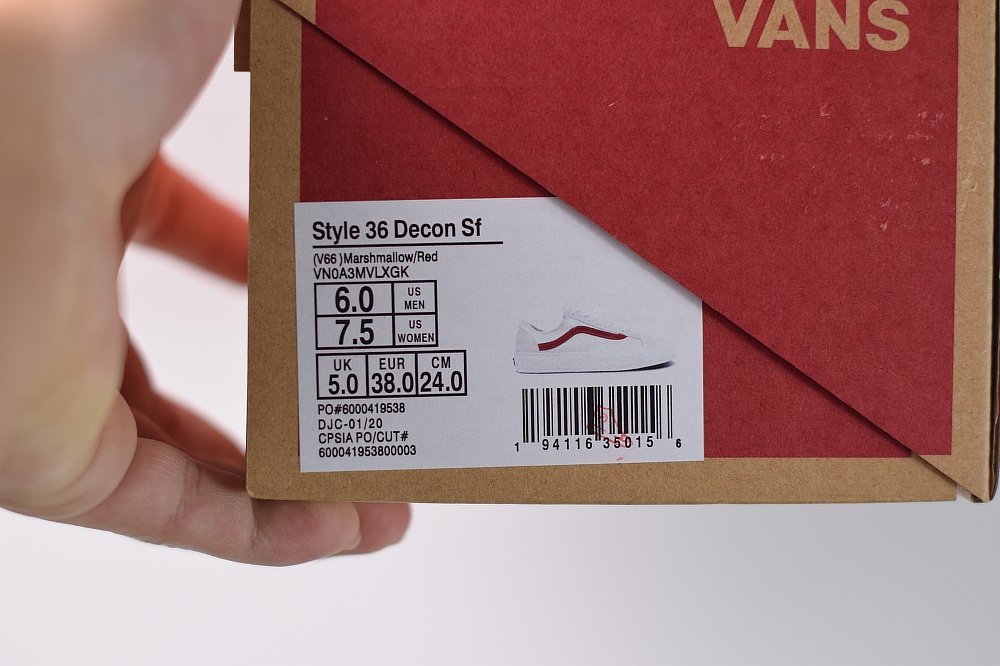 VANS
Style 36 Decon Sf
(V66 )Marshmallow/Red
VN0A3MVLXGK
6.0 US MEN
7.5 US WOMEN
UK 5.0 EUR 38.0 CM 24.0
PO#6000419538
DJC-01/20
CPSIA PO/CUT#
600041953800003
1 94116 35015 6